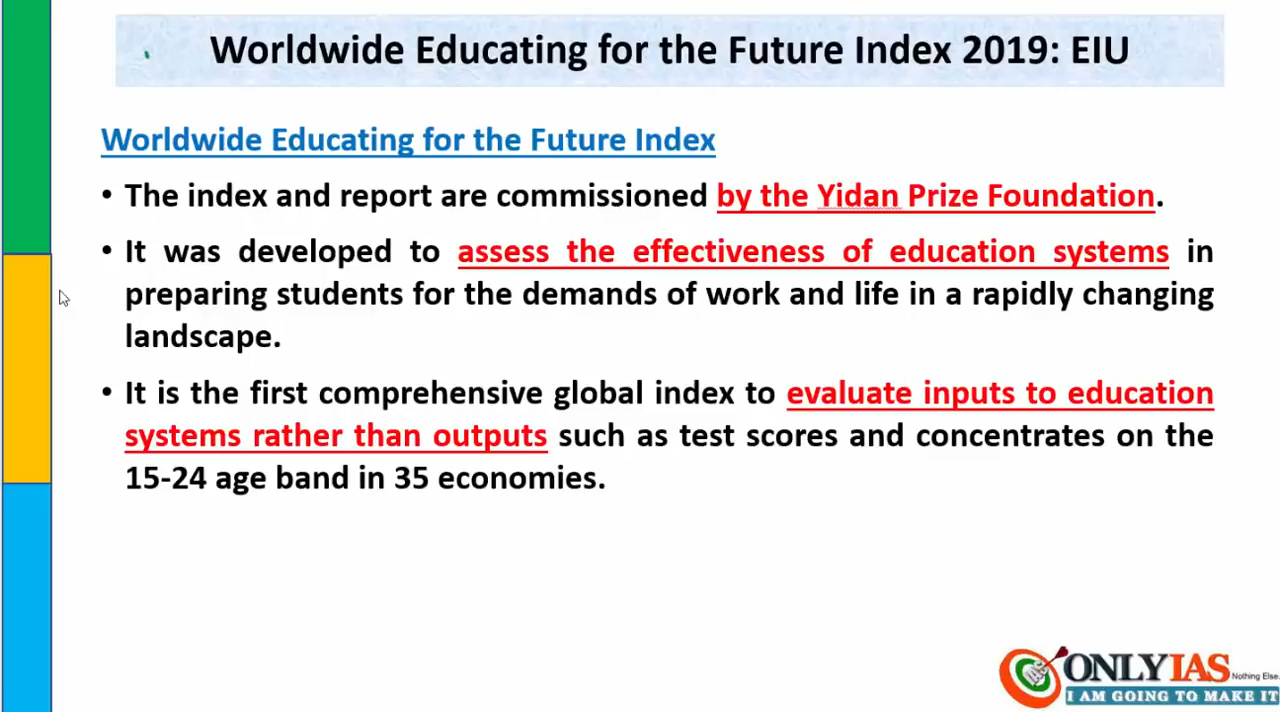 Worldwide Educating for the Future Index 2019: EIU
Worldwide Educating for the Future Index
• The index and report are commissioned by the Yidan Prize Foundation.
• It was developed to assess the effectiveness of education systems in
preparing students for the demands of work and life in a rapidly changing
landscape.
• It is the first comprehensive global index to evaluate inputs to education
systems rather than outputs such as test scores and concentrates on the
15-24 age band in 35 economies.
ONLYIAS Nothing Else.
I AM GOING TO MAKE IT